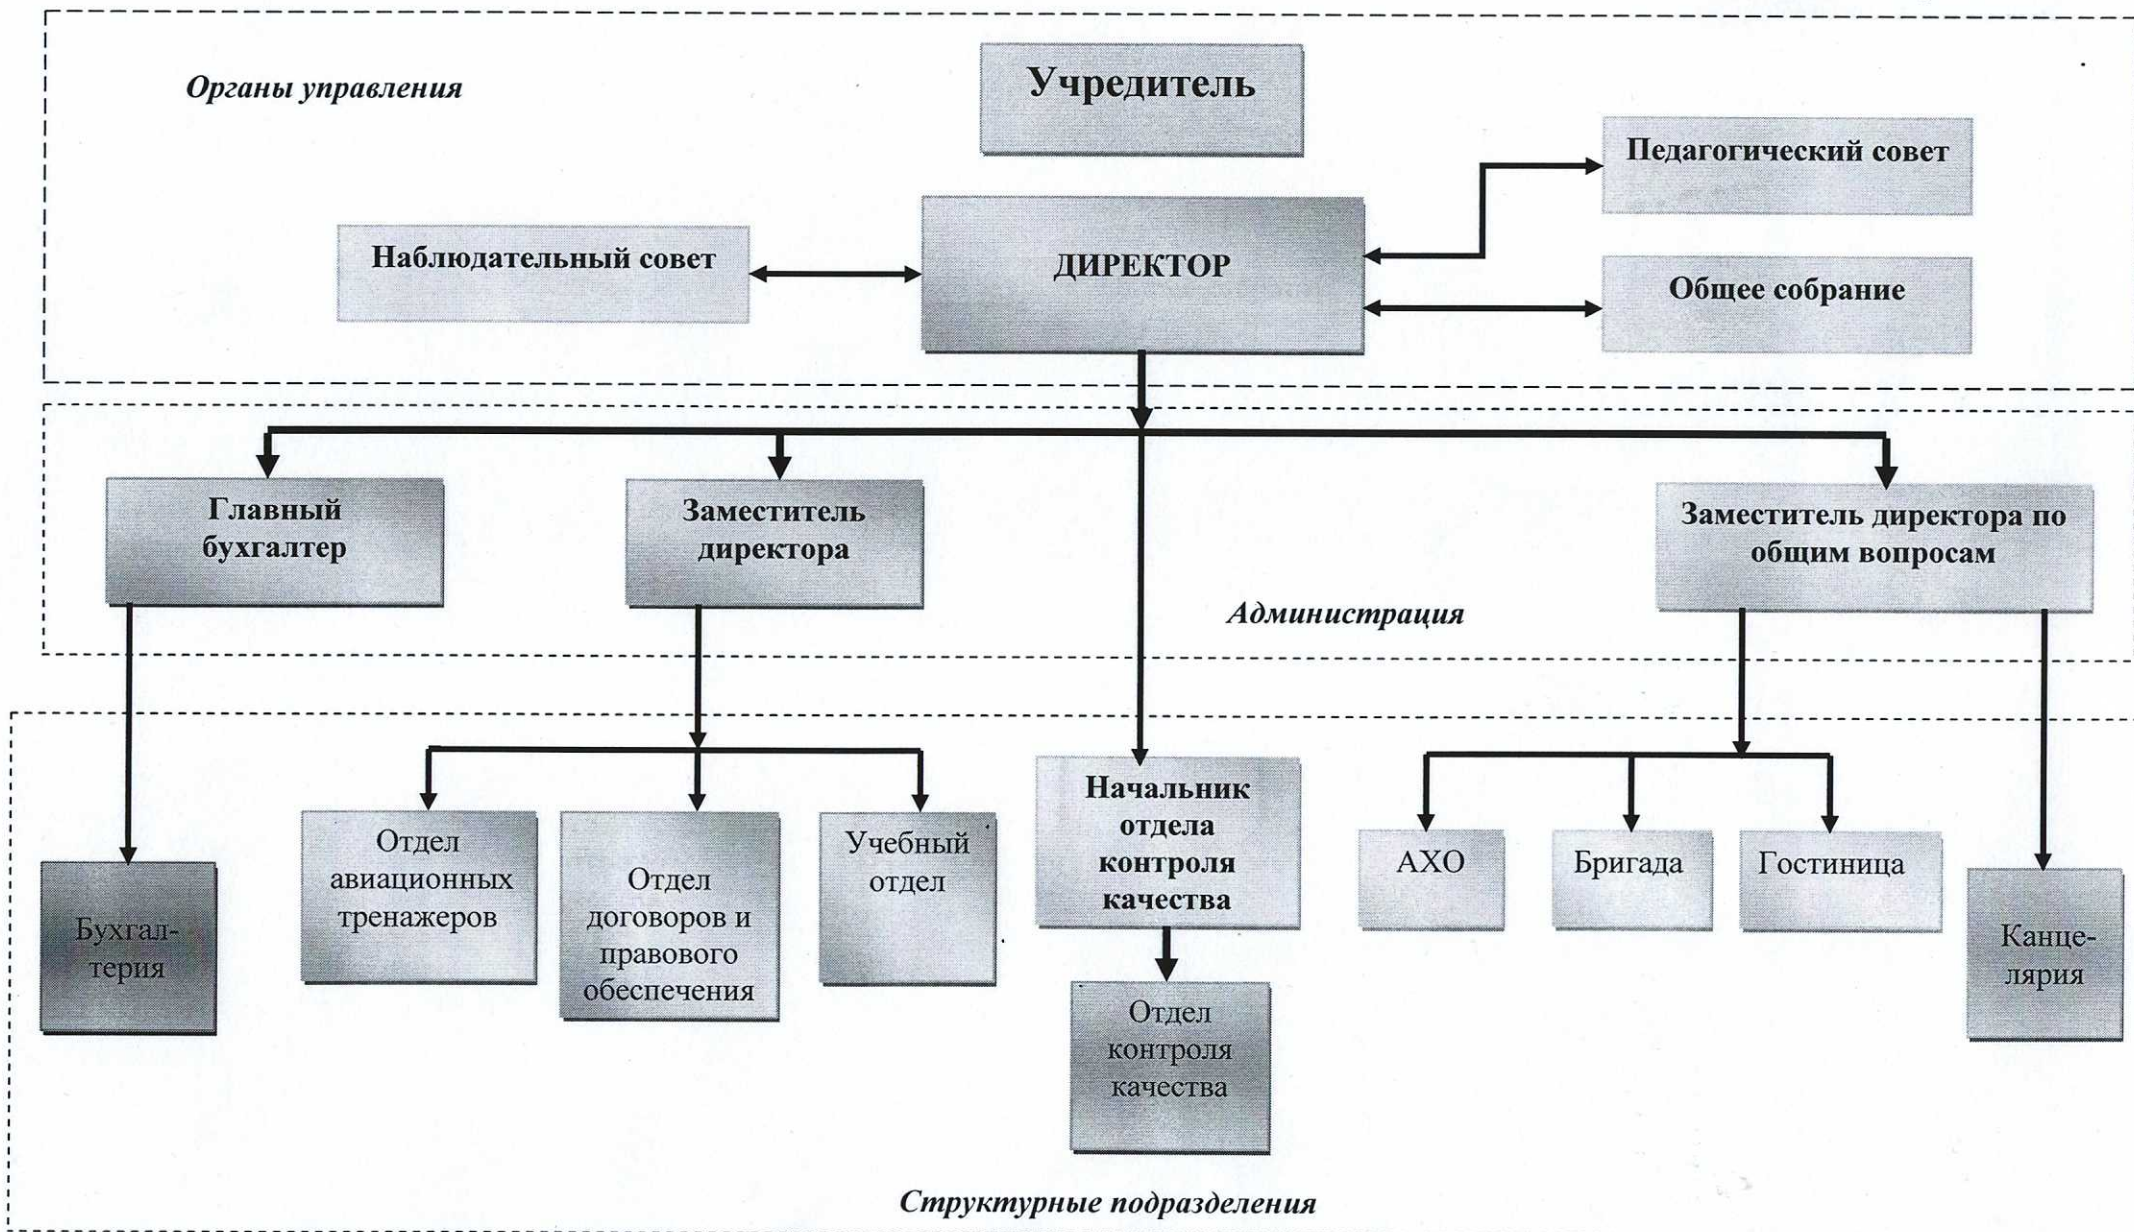 Учредитель
Органы управления
Педагогический совет
Наблюдательный совет
ДИРЕКТОР
Общее собрание
Главный
бухгалтер
Заместитель
директора
Заместитель директора по
общим вопросам
Администрация
Бухгал-
терия
Отдел
авиационных
тренажеров
Отдел
договоров и
правового
обеспечения
Учебный
отдел
Начальник
отдела
контроля
качества
Отдел
контроля
качества
АХО
Бригада
Гостиница
Канце-
лярия
Структурные подразделения